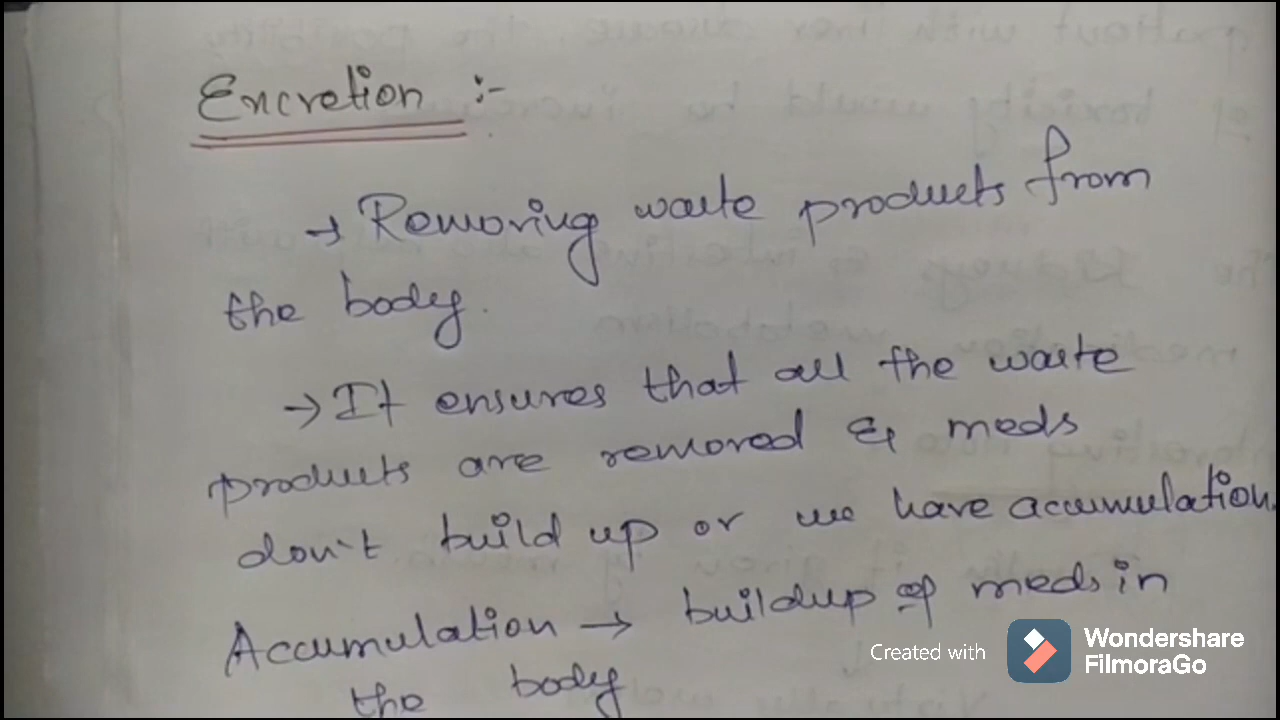 Excretion :-
→ Removing waste products from
the body.
→ It ensures that all the waste
products are removed & meds
don't build up or we have accumulation.
Accumulation → buildup of meds in
the body
Created with Wondershare
FilmoraGo